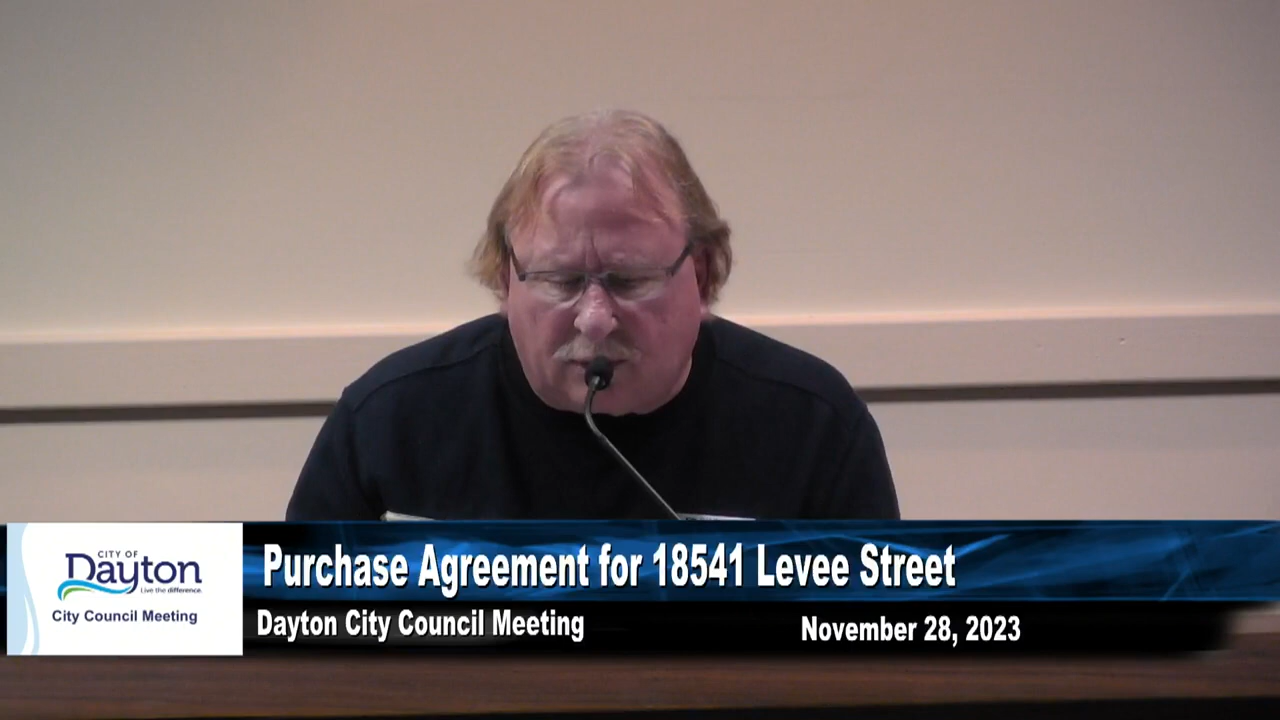 CITY OF
Dayton
Live the difference.
City Council Meeting
Purchase Agreement for 18541 Levee Street
Dayton City Council Meeting
November 28, 2023